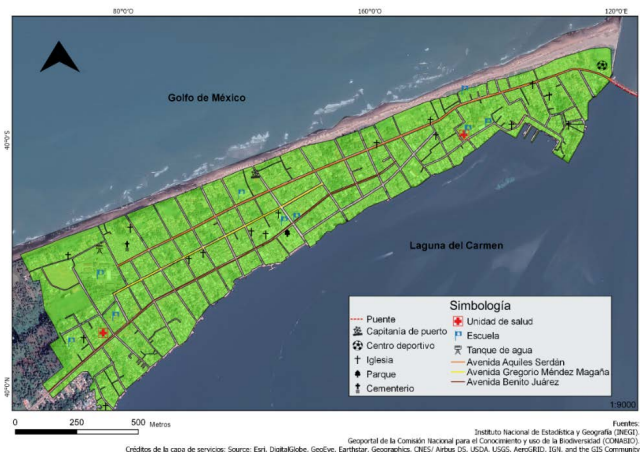 80°0'O 160°0'O 120°0'E
Golfo de México
40°0'S
Laguna del Carmen
40°0'N
Simbología
Puente
Capitanía de puerto
Centro deportivo
Iglesia
Parque
Cementerio
Unidad de salud
Escuela
Tanque de agua
Avenida Aquiles Serdán
Avenida Gregorio Méndez Magaña
Avenida Benito Juárez
1:9000
0 250 500 Metros
Fuentes:
Instituto Nacional de Estadística y Geografía (INEGI).
Geoportal de la Comisión Nacional para el Conocimiento y uso de la Biodiversidad (CONABIO).
Créditos de la capa de servicios: Source: Esri, DigitalGlobe, GeoEye, Earthstar, Geographics, CNES/ Airbus DS, USDA, USGS, AeroGRID, IGN, and the GIS Community